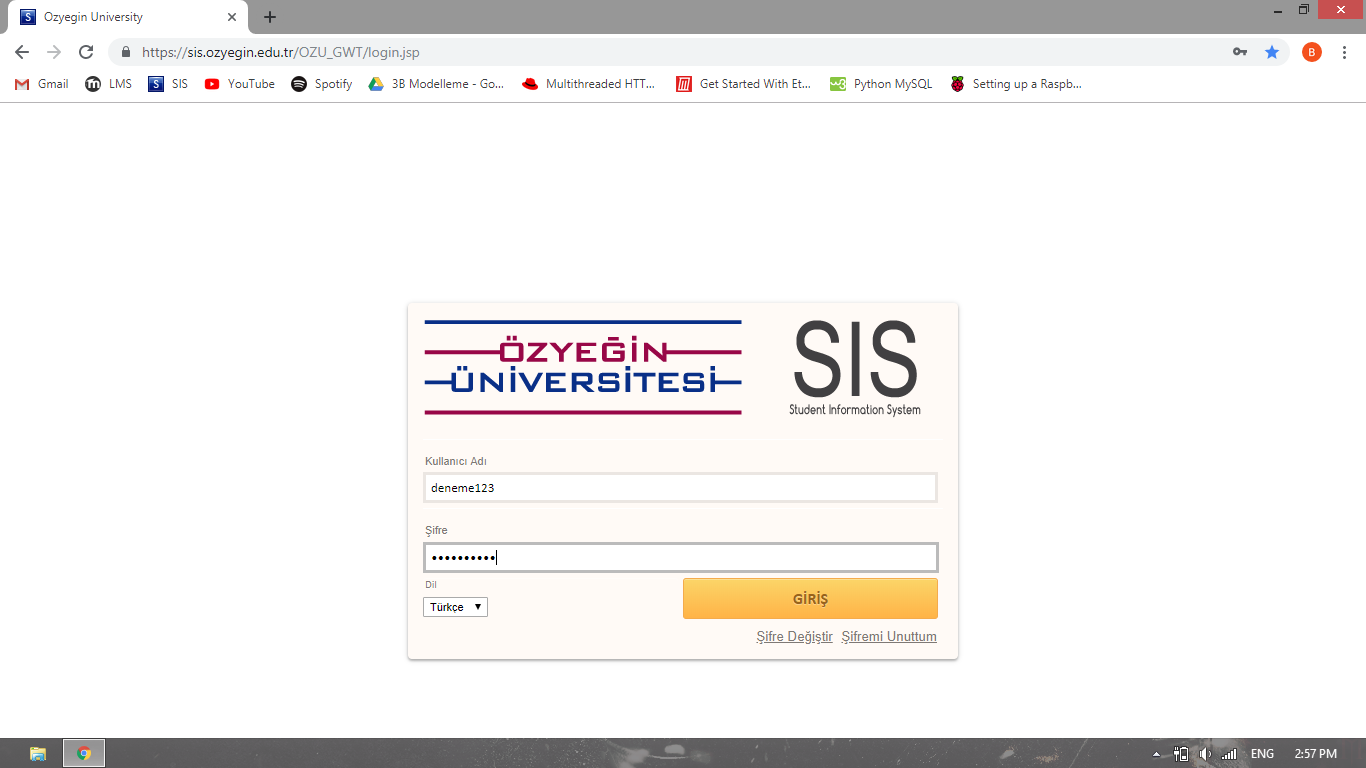 Ozyegin University
https://sis.ozyegin.edu.tr/OZU_GWT/login.jsp
B
Gmail LMS SIS YouTube Spotify 3B Modelleme - Go... Multithreaded HTT... Get Started With Et... Python MySQL Setting up a Raspb...
ÖZYEĞİN
ÜNİVERSİTESİ
SIS
Student Information System
Kullanıcı Adı
deneme123
Şifre
••••••••••
Dil
Türkçe
GİRİŞ
Şifre Değiştir Şifremi Unuttum
ENG 2:57 PM